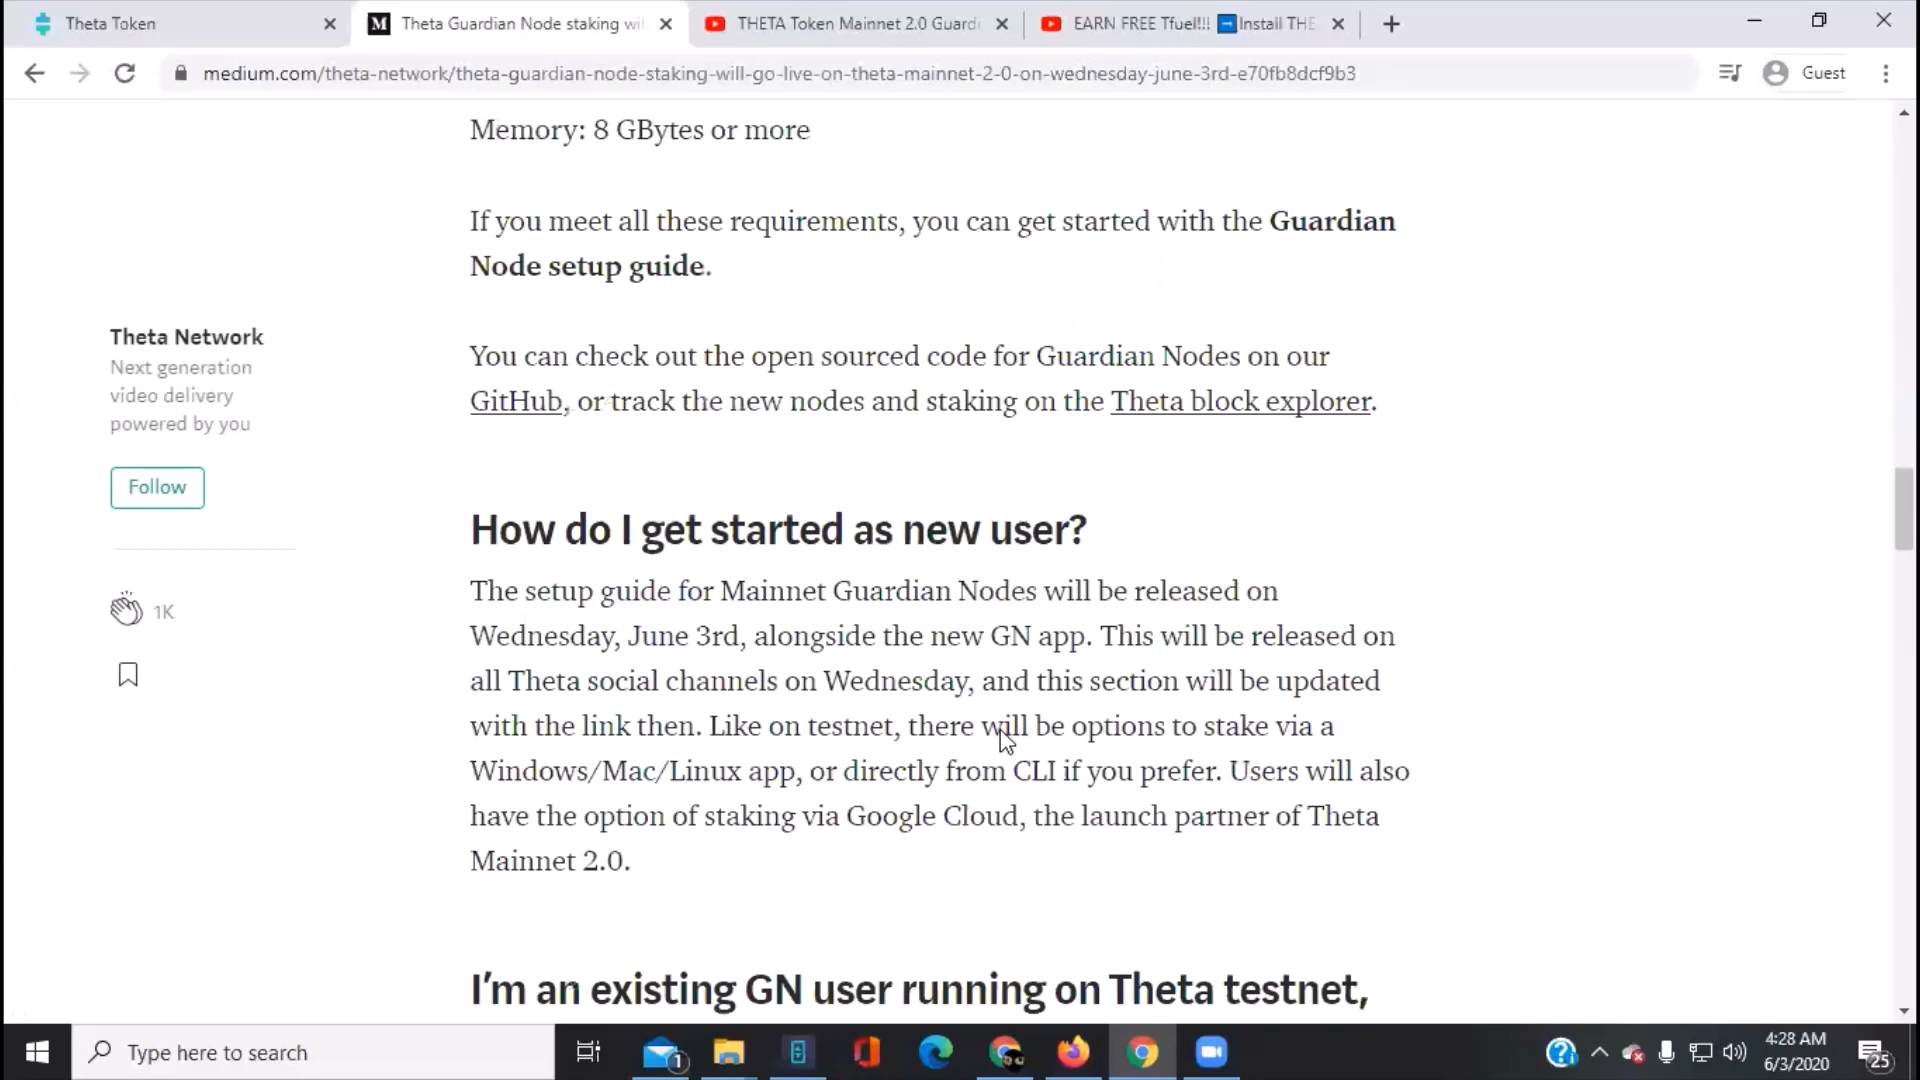 Theta Token
Theta Guardian Node staking wi
THETA Token Mainnet 2.0 Guardi
EARN FREE Tfuel!!! Install THE
medium.com/theta-network/theta-guardian-node-staking-will-go-live-on-theta-mainnet-2-0-on-wednesday-june-3rd-e70fb8dcf9b3
Guest
Memory: 8 GBytes or more
If you meet all these requirements, you can get started with the Guardian
Node setup guide.
You can check out the open sourced code for Guardian Nodes on our
GitHub, or track the new nodes and staking on the Theta block explorer.
Theta Network
Next generation
video delivery
powered by you
Follow
1K
How do I get started as new user?
The setup guide for Mainnet Guardian Nodes will be released on
Wednesday, June 3rd, alongside the new GN app. This will be released on
all Theta social channels on Wednesday, and this section will be updated
with the link then. Like on testnet, there will be options to stake via a
Windows/Mac/Linux app, or directly from CLI if you prefer. Users will also
have the option of staking via Google Cloud, the launch partner of Theta
Mainnet 2.0.
I'm an existing GN user running on Theta testnet,
Type here to search
1
4:28 AM
6/3/2020
25